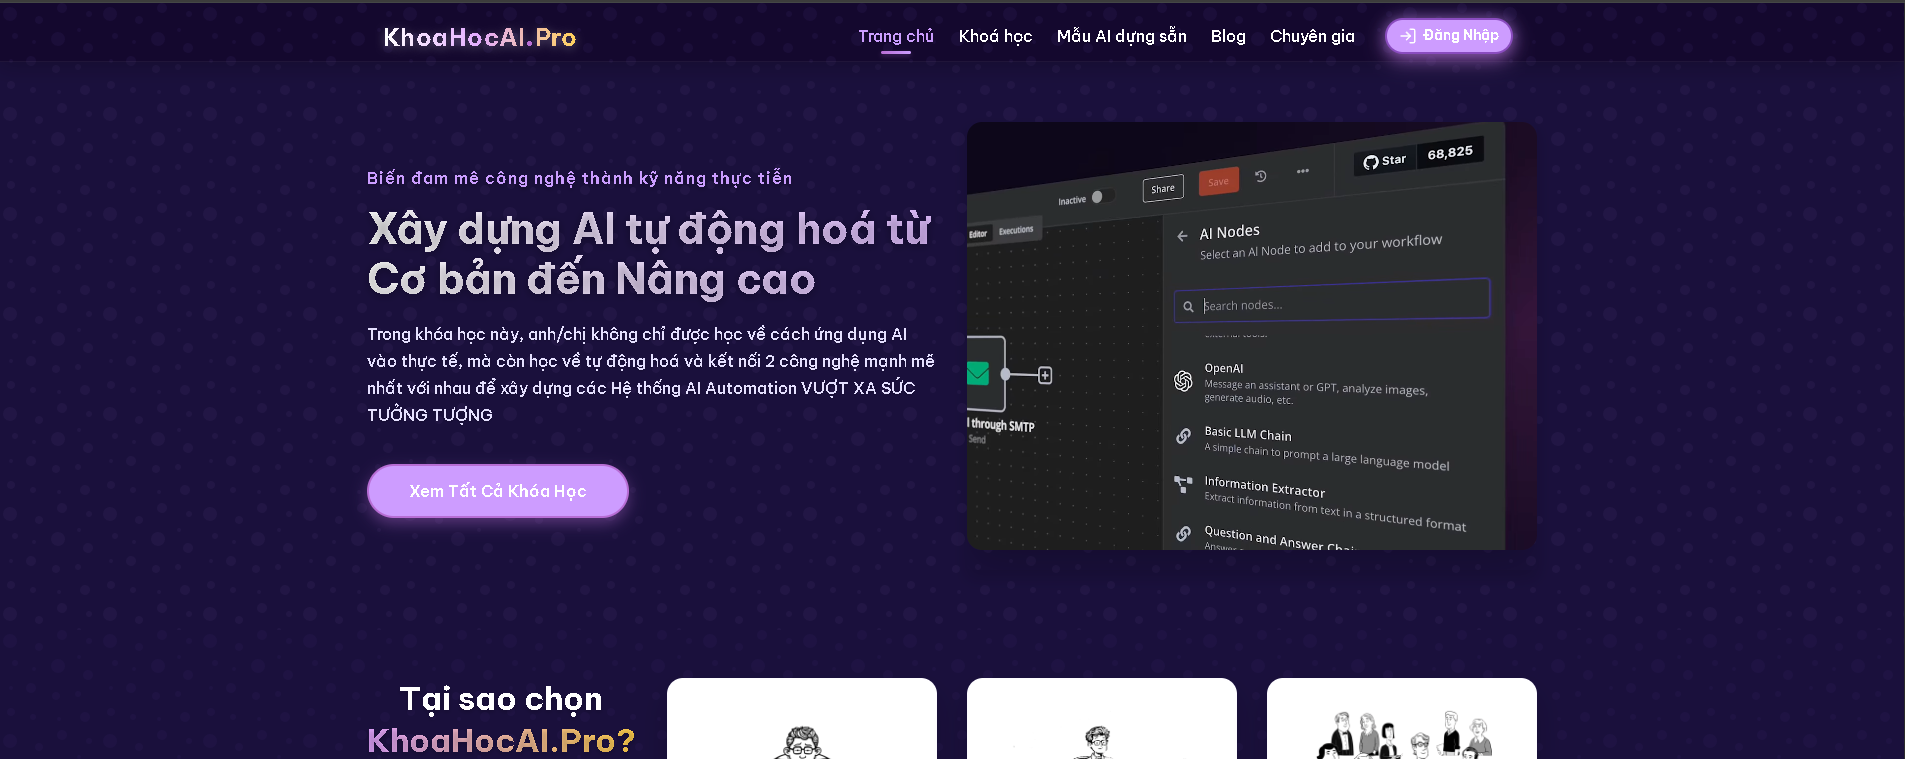 KhoaHocAI.Pro
Trang chủ
Khoá học
Mẫu AI dựng sẵn
Blog
Chuyên gia
Đăng Nhập
Biến đam mê công nghệ thành kỹ năng thực tiễn
Xây dựng AI tự động hoá từ
Cơ bản đến Nâng cao
Trong khóa học này, anh/chị không chỉ được học về cách ứng dụng AI
vào thực tế, mà còn học về tự động hoá và kết nối 2 công nghệ mạnh mẽ
nhất với nhau để xây dựng các Hệ thống AI Automation VƯỢT XA SỨC
TƯỞNG TƯỢNG
Xem Tất Cả Khóa Học
Inactive
Share
Save
Star
68,825
Editor
Executions
AI Nodes
Select an AI Node to add to your workflow
Search nodes...
external tools.
OpenAI
Message an assistant or GPT, analyze images,
generate audio, etc.
Basic LLM Chain
A simple chain to prompt a large language model
Information Extractor
Extract information from text in a structured format
Question and Answer Chai
l through SMTP
Send
Tại sao chọn
KhoaHocAI.Pro?